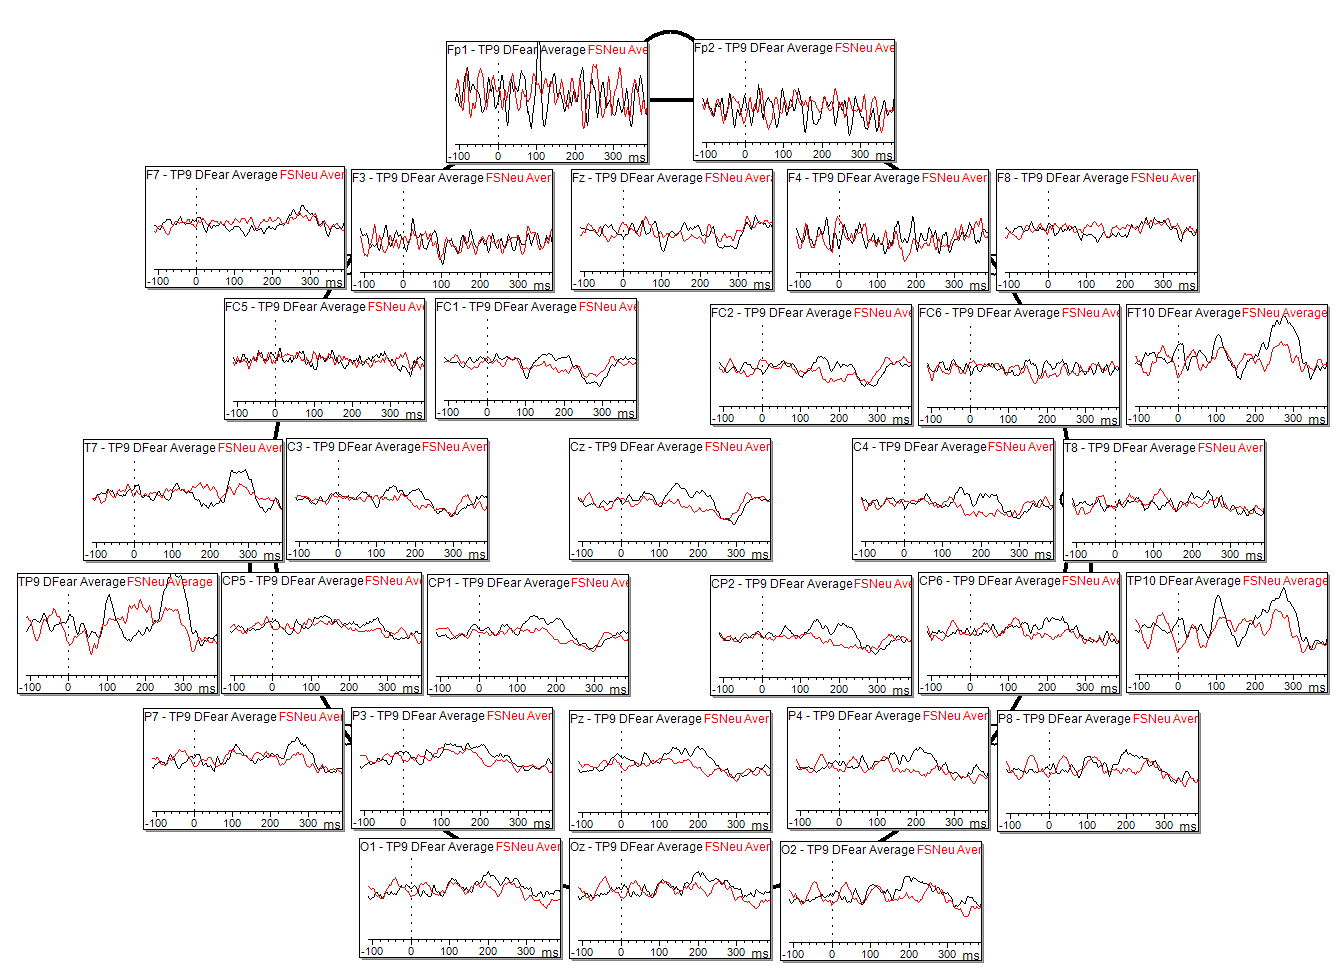 Fp1 - TP9 DFear Average FSNeu Ave
-100 0 100 200 300 ms
Fp2 - TP9 DFear Average FSNeu Ave
-100 0 100 200 300 ms
F7 - TP9 DFear Average FSNeu Aver
-100 0 100 200 300 ms
F3 - TP9 DFear Average FSNeu Aver
-100 0 100 200 300 ms
Fz - TP9 DFear Average FSNeu Aver
-100 0 100 200 300 ms
F4 - TP9 DFear Average FSNeu Aver
-100 0 100 200 300 ms
F8 - TP9 DFear Average FSNeu Aver
-100 0 100 200 300 ms
FC5 - TP9 DFear Average FSNeu Av
-100 0 100 200 300 ms
FC1 - TP9 DFear Average FSNeu Av
-100 0 100 200 300 ms
FC2 - TP9 DFear Average FSNeu Av
-100 0 100 200 300 ms
FC6 - TP9 DFear Average FSNeu Av
-100 0 100 200 300 ms
FT10 DFear Average FSNeu Average
-100 0 100 200 300 ms
T7 - TP9 DFear Average FSNeu Aver
-100 0 100 200 300 ms
C3 - TP9 DFear Average FSNeu Aver
-100 0 100 200 300 ms
Cz - TP9 DFear Average FSNeu Aver
-100 0 100 200 300 ms
C4 - TP9 DFear Average FSNeu Aver
-100 0 100 200 300 ms
T8 - TP9 DFear Average FSNeu Aver
-100 0 100 200 300 ms
TP9 DFear Average FSNeu Average
-100 0 100 200 300 ms
CP5 - TP9 DFear Average FSNeu Av
-100 0 100 200 300 ms
CP1 - TP9 DFear Average FSNeu Av
-100 0 100 200 300 ms
CP2 - TP9 DFear Average FSNeu Av
-100 0 100 200 300 ms
CP6 - TP9 DFear Average FSNeu Av
-100 0 100 200 300 ms
TP10 DFear Average FSNeu Average
-100 0 100 200 300 ms
P7 - TP9 DFear Average FSNeu Aver
-100 0 100 200 300 ms
P3 - TP9 DFear Average FSNeu Aver
-100 0 100 200 300 ms
Pz - TP9 DFear Average FSNeu Aver
-100 0 100 200 300 ms
P4 - TP9 DFear Average FSNeu Aver
-100 0 100 200 300 ms
P8 - TP9 DFear Average FSNeu Aver
-100 0 100 200 300 ms
O1 - TP9 DFear Average FSNeu Aver
-100 0 100 200 300 ms
Oz - TP9 DFear Average FSNeu Aver
-100 0 100 200 300 ms
O2 - TP9 DFear Average FSNeu Aver
-100 0 100 200 300 ms